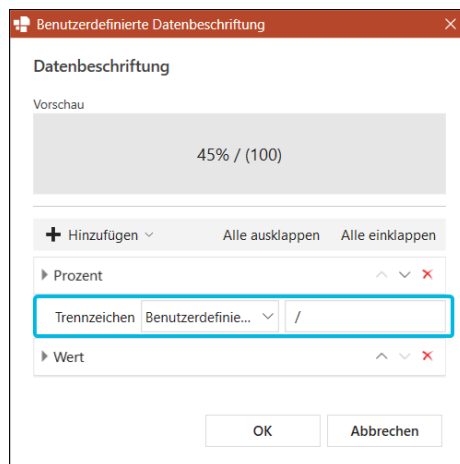 Benutzerdefinierte Datenbeschriftung
Datenbeschriftung
Vorschau
45% / (100)
Hinzufügen Alle ausklappen Alle einklappen
Prozent
Trennzeichen Benutzerdefinie... /
Wert
OK Abbrechen